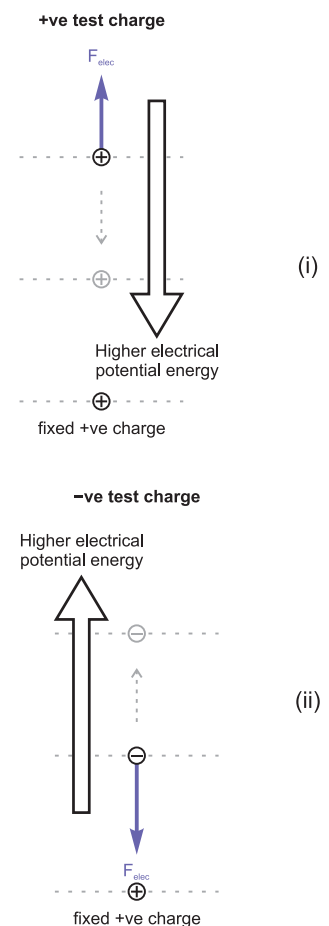 +ve test charge
F_elec
(i)
Higher electrical
potential energy
fixed +ve charge
−ve test charge
Higher electrical
potential energy
(ii)
F_elec
fixed +ve charge